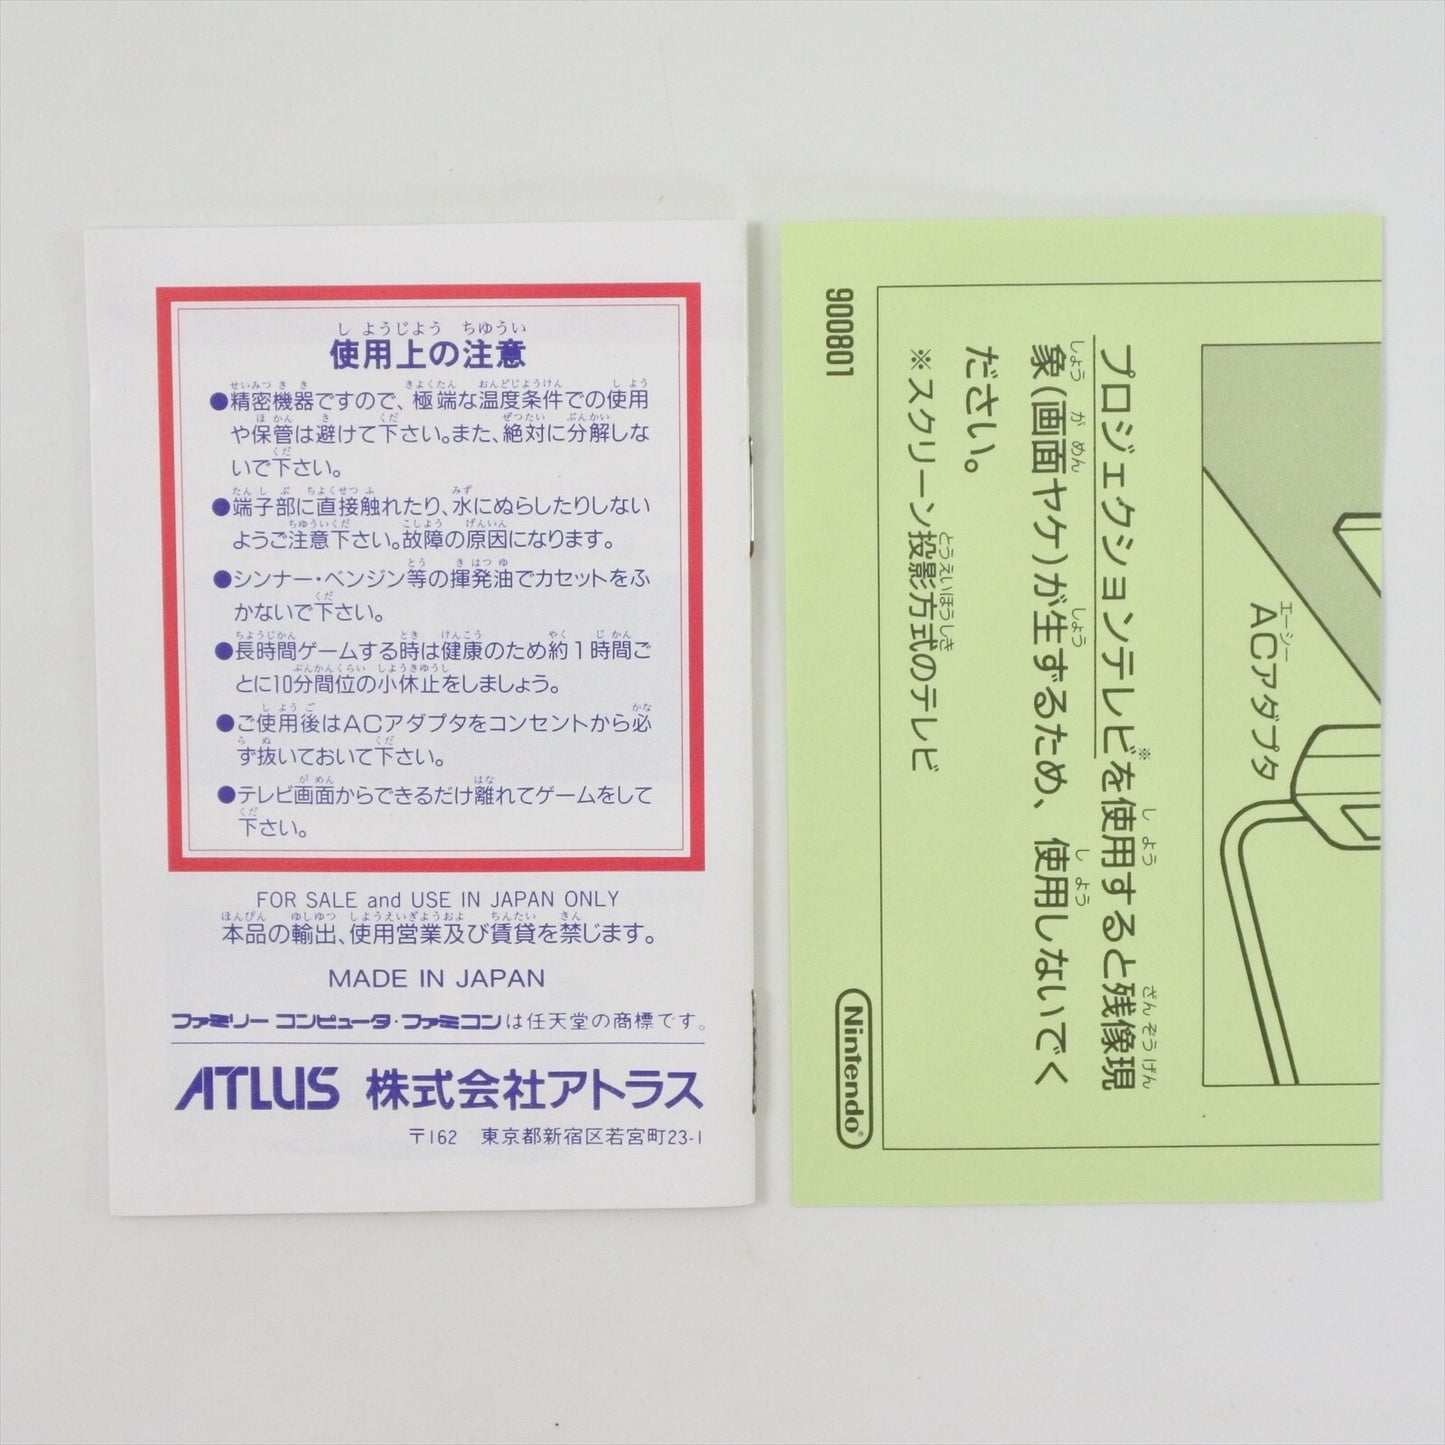 使用上の注意
●精密機器ですので、極端な温度条件での使用
や保管は避けて下さい。また、絶対に分解しな
いで下さい。
●端子部に直接触れたり、水にぬらしたりしない
ようご注意下さい。故障の原因になります。
●シンナー・ベンジン等の揮発油でカセットをふ
かないで下さい。
●長時間ゲームする時は健康のため約1時間ご
とに10分間位の小休止をしましょう。
●ご使用後はACアダプタをコンセントから必
ず抜いておいて下さい。
●テレビ画面からできるだけ離れてゲームをして
下さい。
FOR SALE and USE IN JAPAN ONLY
本品の輸出、使用営業及び賃貸を禁じます。
MADE IN JAPAN
ファミリーコンピュータ・ファミコンは任天堂の商標です。
ATLUS 株式会社アトラス
〒162 東京都新宿区若宮町23-1
ACアダプタ
エーシー
プロジェクションテレビ※を使用すると残像現
象(画面ヤケ)が生ずるため、使用しないでく
ださい。
※スクリーン投影方式のテレビ
900801
Nintendo®